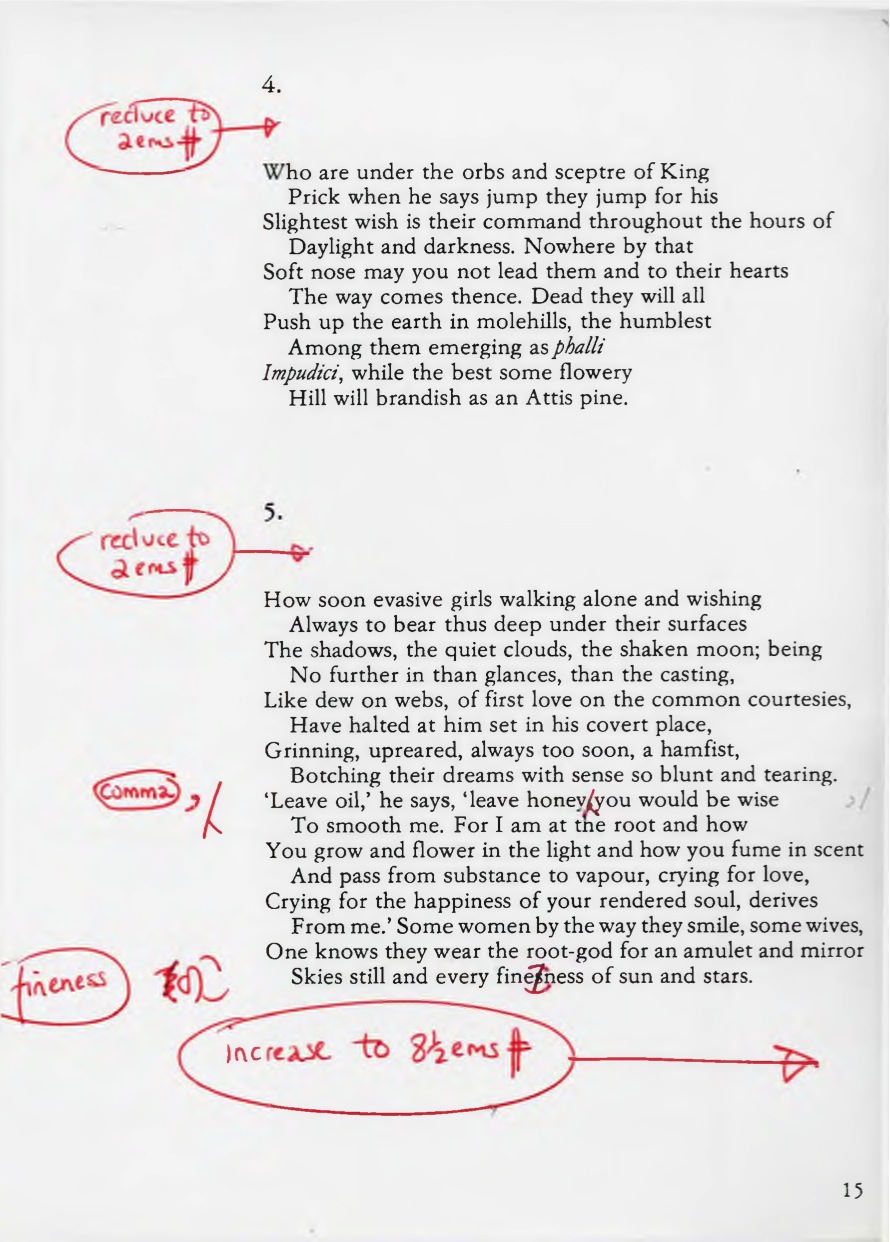 4.
reduce to
2 ems #
Who are under the orbs and sceptre of King
Prick when he says jump they jump for his
Slightest wish is their command throughout the hours of
Daylight and darkness. Nowhere by that
Soft nose may you not lead them and to their hearts
The way comes thence. Dead they will all
Push up the earth in molehills, the humblest
Among them emerging as phalli
Impudici, while the best some flowery
Hill will brandish as an Attis pine.
5.
reduce to
2 ems #
How soon evasive girls walking alone and wishing
Always to bear thus deep under their surfaces
The shadows, the quiet clouds, the shaken moon; being
No further in than glances, than the casting,
Like dew on webs, of first love on the common courtesies,
Have halted at him set in his covert place,
Grinning, upreared, always too soon, a hamfist,
Botching their dreams with sense so blunt and tearing.
comma ,/
‘Leave oil,’ he says, ‘leave honey you would be wise ,/
To smooth me. For I am at the root and how
You grow and flower in the light and how you fume in scent
And pass from substance to vapour, crying for love,
Crying for the happiness of your rendered soul, derives
From me.’ Some women by the way they smile, some wives,
One knows they wear the root-god for an amulet and mirror
Skies still and every finesness of sun and stars.
fineness
increase to 8½ ems #
15